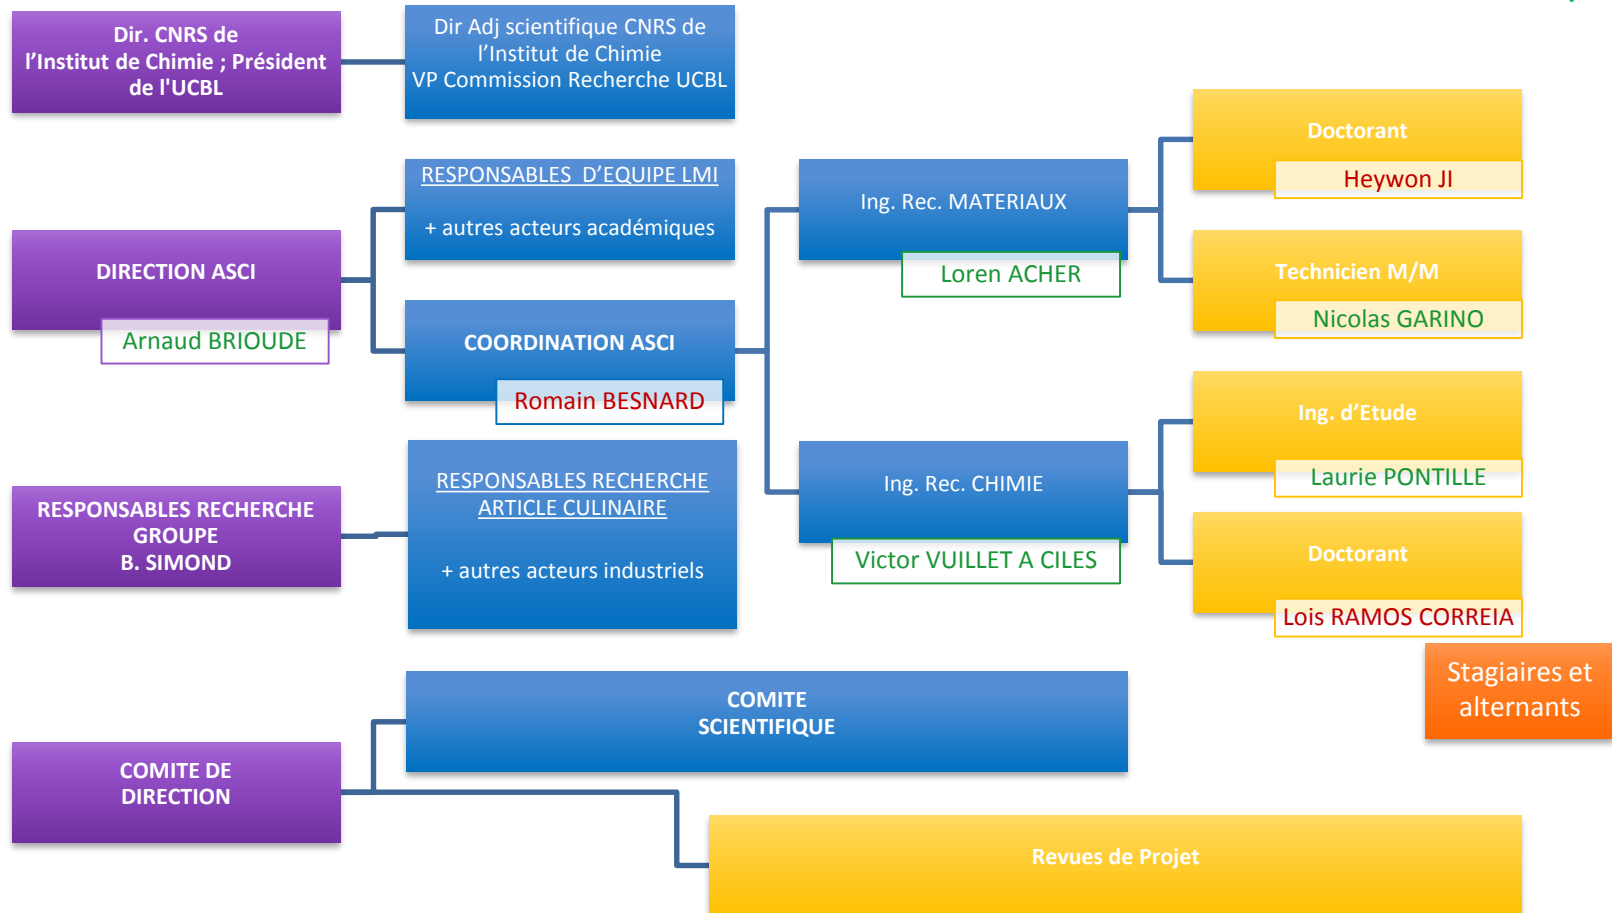 Dir. CNRS de
l'Institut de Chimie ; Président
de l'UCBL
Dir Adj scientifique CNRS de
l'Institut de Chimie
VP Commission Recherche UCBL
DIRECTION ASCI
Arnaud BRIOUDE
RESPONSABLES D'EQUIPE LMI
+ autres acteurs académiques
COORDINATION ASCI
Romain BESNARD
Ing. Rec. MATERIAUX
Loren ACHER
Doctorant
Heywon JI
Technicien M/M
Nicolas GARINO
Ing. Rec. CHIMIE
Victor VUILLET A CILES
Ing. d'Etude
Laurie PONTILLE
Doctorant
Lois RAMOS CORREIA
RESPONSABLES RECHERCHE
GROUPE
B. SIMOND
RESPONSABLES RECHERCHE
ARTICLE CULINAIRE
+ autres acteurs industriels
Stagiaires et
alternants
COMITE DE
DIRECTION
COMITE
SCIENTIFIQUE
Revues de Projet